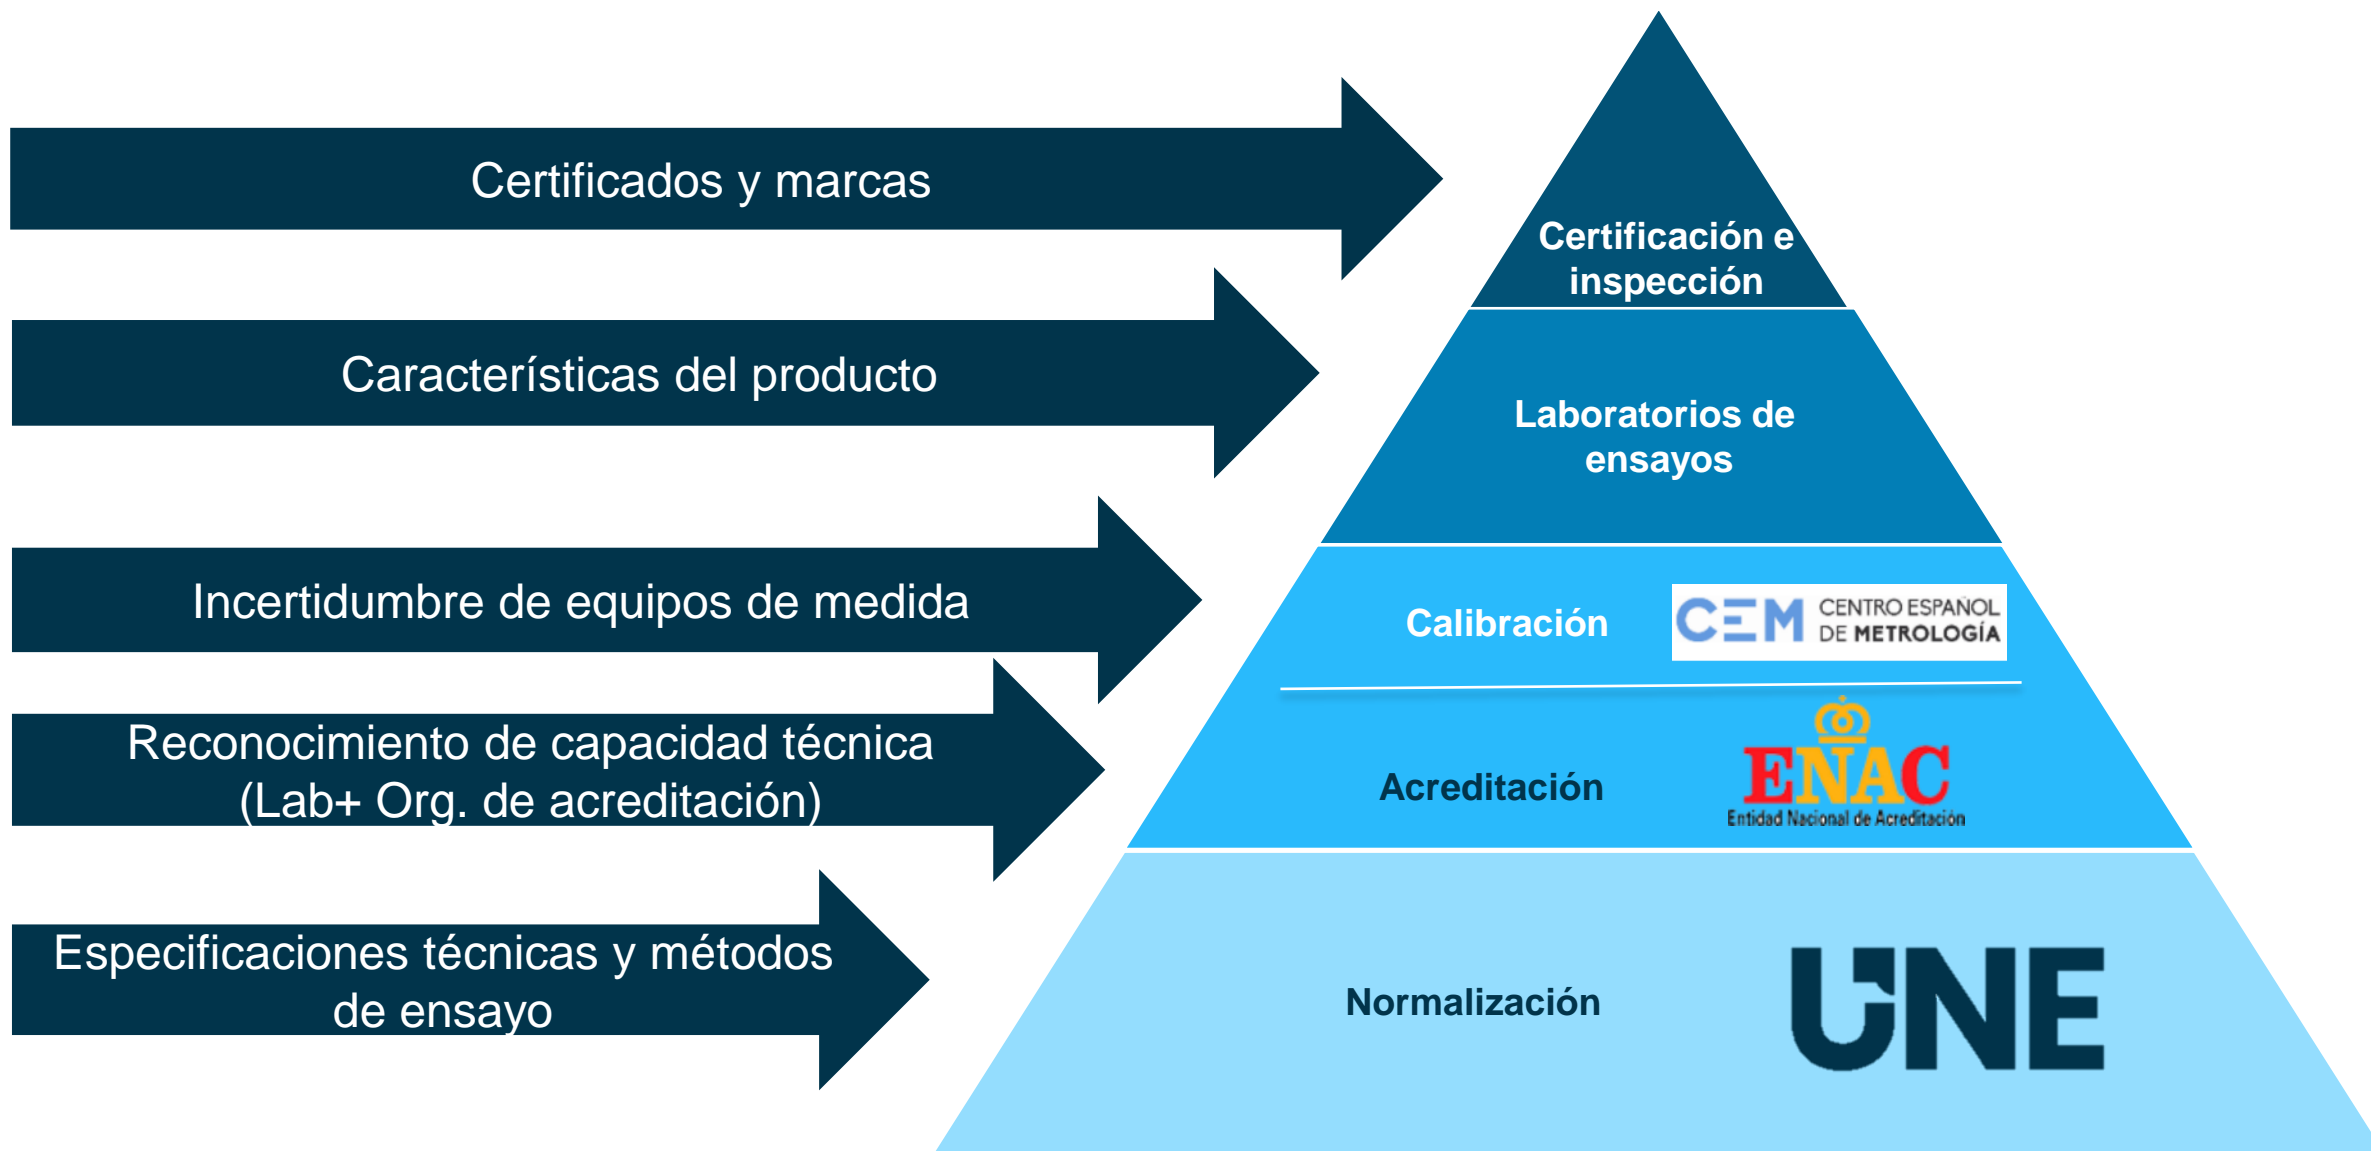 Certificados y marcas
Certificación e
inspección
Características del producto
Laboratorios de
ensayos
Incertidumbre de equipos de medida
Calibración
CEM CENTRO ESPAÑOL
DE METROLOGÍA
Reconocimiento de capacidad técnica
(Lab+ Org. de acreditación)
Acreditación
ENAC
Entidad Nacional de Acreditación
Especificaciones técnicas y métodos
de ensayo
Normalización
UNE